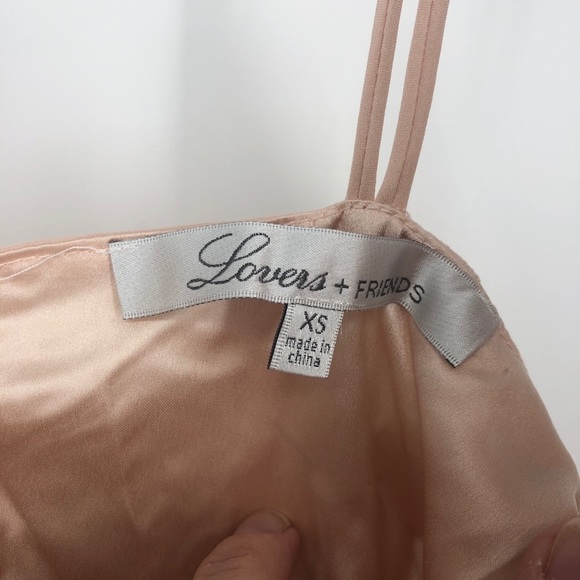 Lovers + FRIENDS
XS
made in
china